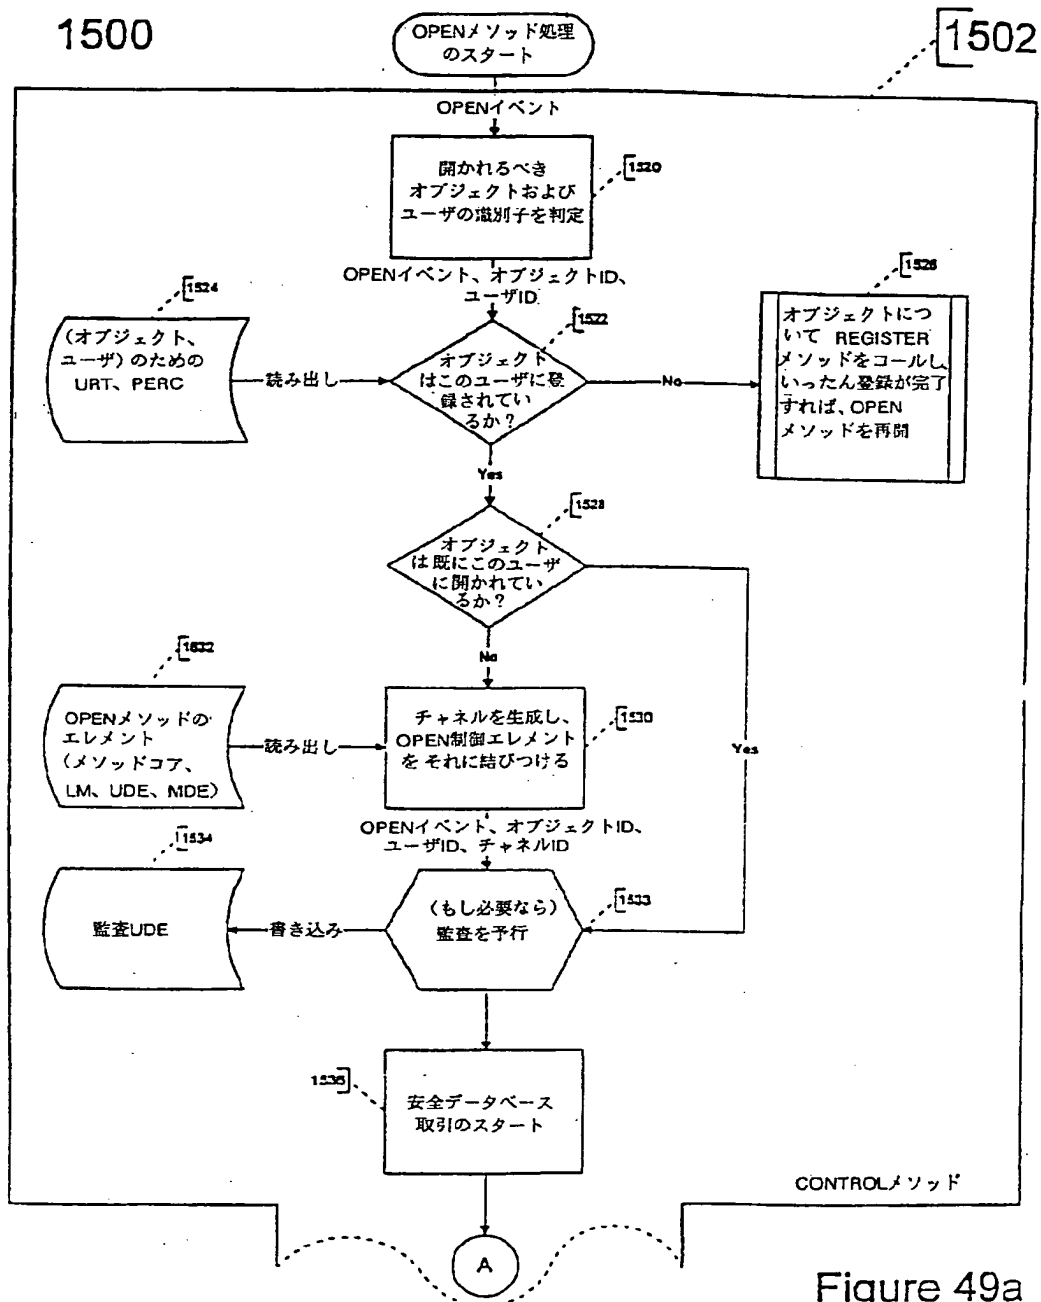 1500
OPENメソッド処理
のスタート
1502
OPENイベント
開かれるべき
オブジェクトおよび
ユーザの識別子を判定
1520
OPENイベント、オブジェクトID、
ユーザID
1524
(オブジェクト、
ユーザ)のための
URT、PERC
読み出し
1522
オブジェクト
はこのユーザに登
録されてい
るか?
No
1526
オブジェクトにつ
いて REGISTER
メソッドをコールし
いったん登録が完了
すれば、OPEN
メソッドを再開
Yes
1528
オブジェクト
は既にこのユーザ
に開かれてい
るか?
No
Yes
1532
OPENメソッドの
エレメント
(メソッドコア、
LM、UDE、MDE)
読み出し
チャネルを生成し、
OPEN制御エレメント
を それに結びつける
1530
OPENイベント、オブジェクトID、
ユーザID、チャネルID
1534
監査UDE
書き込み
(もし必要なら)
監査を予行
1533
1535
安全データベース
取引のスタート
CONTROLメソッド
A
Figure 49a